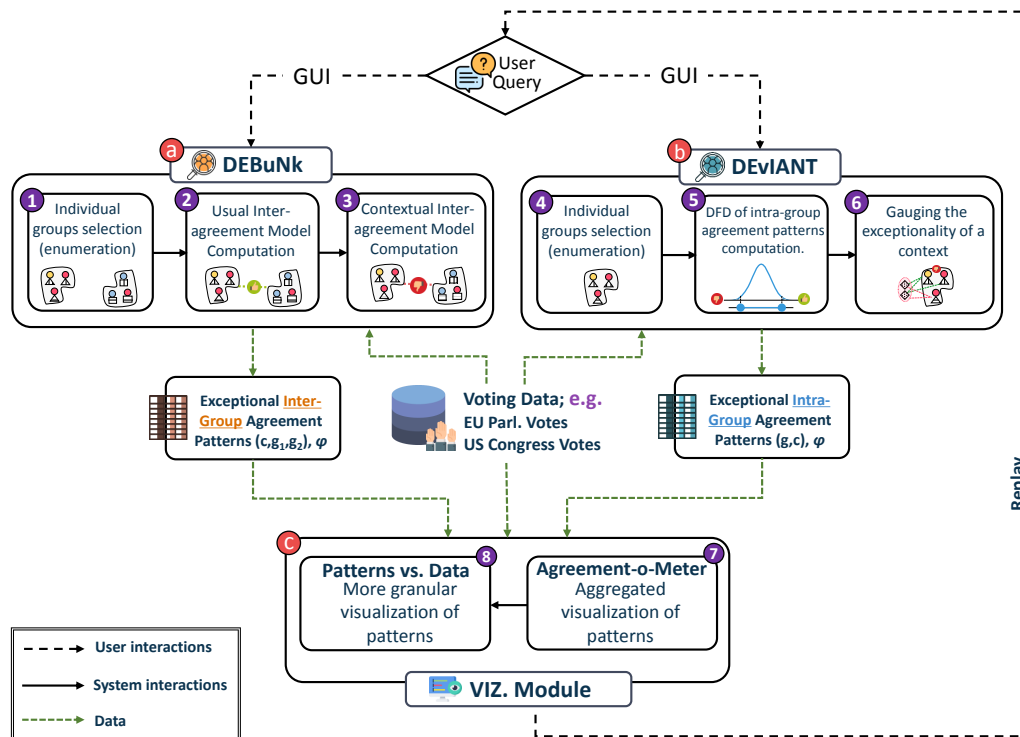 User
Query
GUI
GUI
a
DEBuNk
b
DEvIANT
1
Individual
groups selection
(enumeration)
2
Usual Inter-
agreement Model
Computation
3
Contextual Inter-
agreement Model
Computation
4
Individual
groups selection
(enumeration)
5
DFD of intra-group
agreement patterns
computation.
6
Gauging the
exceptionality of a
context
Exceptional Inter-
Group Agreement
Patterns (c,g₁,g₂), φ
Voting Data; e.g.
EU Parl. Votes
US Congress Votes
Exceptional Intra-
Group Agreement
Patterns (g,c), φ
Replay
C
8
Patterns vs. Data
More granular
visualization of
patterns
7
Agreement-o-Meter
Aggregated
visualization of
patterns
VIZ. Module
User interactions
System interactions
Data